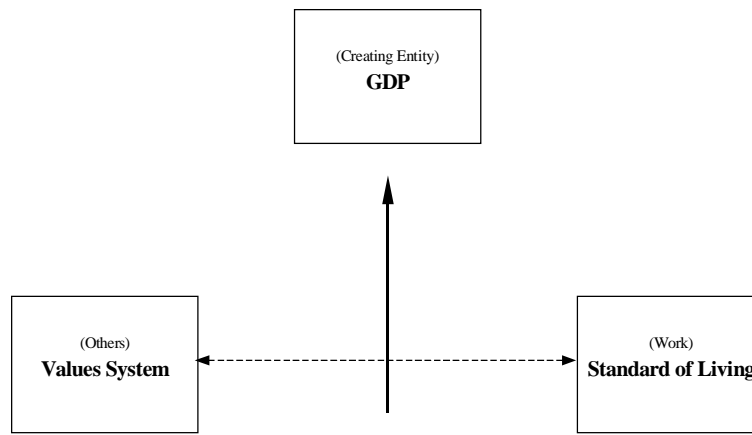 (Creating Entity)
GDP
(Others)
Values System
(Work)
Standard of Living